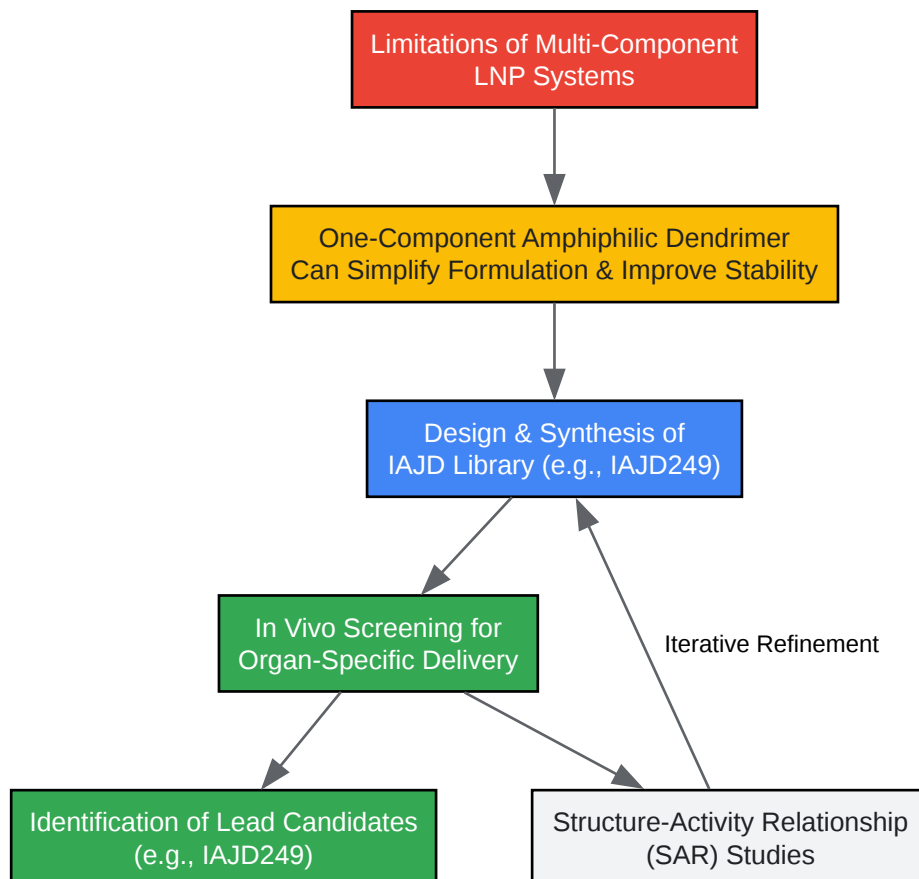 Limitations of Multi-Component
LNP Systems
One-Component Amphiphilic Dendrimer
Can Simplify Formulation & Improve Stability
Design & Synthesis of
IAJD Library (e.g., IAJD249)
In Vivo Screening for
Organ-Specific Delivery
Iterative Refinement
Identification of Lead Candidates
(e.g., IAJD249)
Structure-Activity Relationship
(SAR) Studies